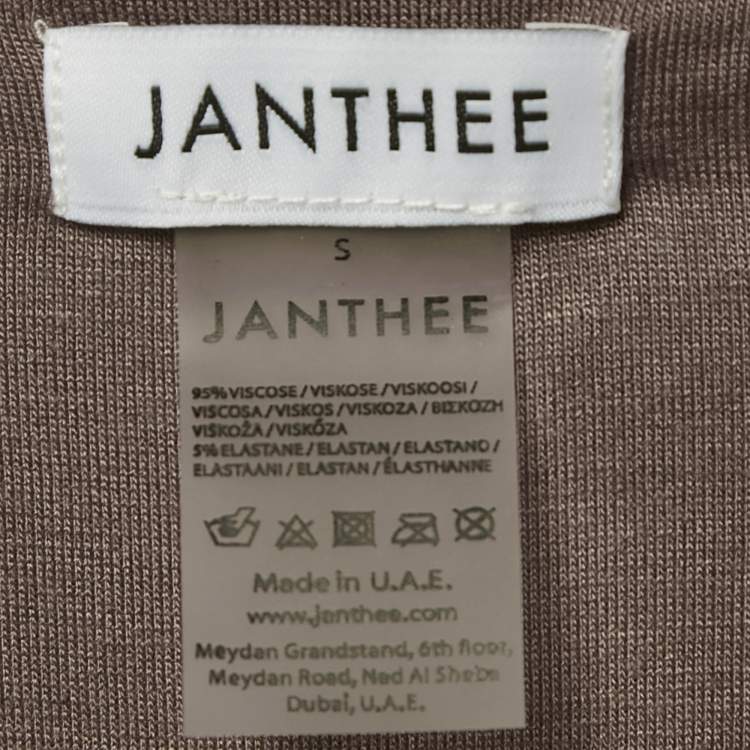 JANTHEE
S
JANTHEE
95% VISCOSE / VISKOSE / VISKOOSI /
VISCOSA / VISKOS / VISKOZA / ΒΙΣΚΟΖΗ
VISKOŽA / VISKÓZA
5% ELASTANE / ELASTAN / ELASTANO /
ELASTAANI / ELASTAN / ÉLASTHANNE
Made in U.A.E.
www.janthee.com
Meydan Grandstand, 6th floor,
Meydan Road, Nad Al Sheba
Dubai, U.A.E.